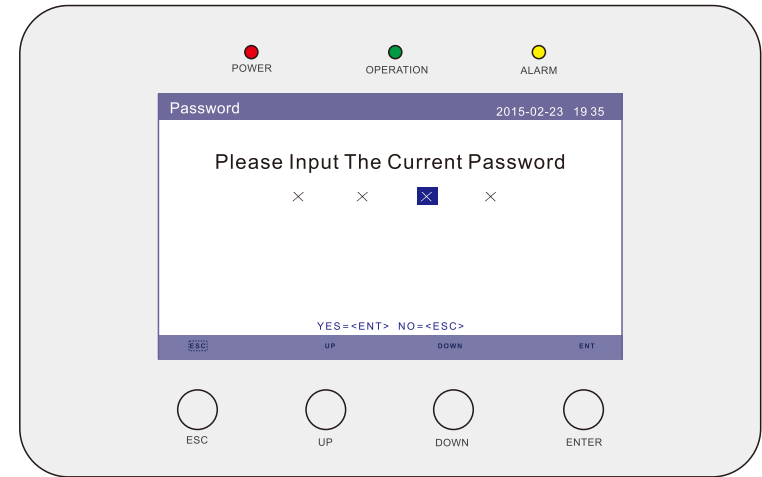 POWER OPERATION ALARM
Password 2015-02-23 19 35
Please Input The Current Password
× × × ×
YES=<ENT> NO=<ESC>
ESC UP DOWN ENT
ESC UP DOWN ENTER